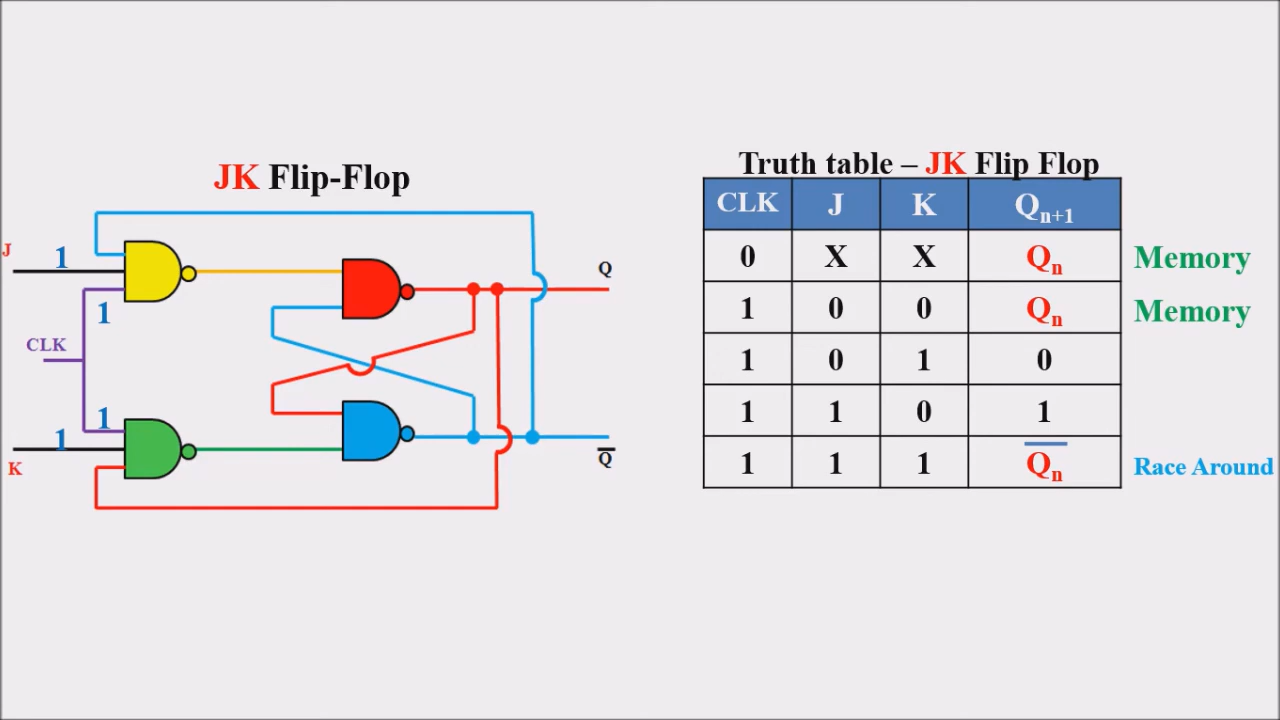 JK Flip-Flop
J
1
1
CLK
1
1
K
Q
Q̅
Truth table – JK Flip Flop
CLK J K Qn+1
0 X X Qn Memory
1 0 0 Qn Memory
1 0 1 0
1 1 0 1
1 1 1 Q̅n Race Around